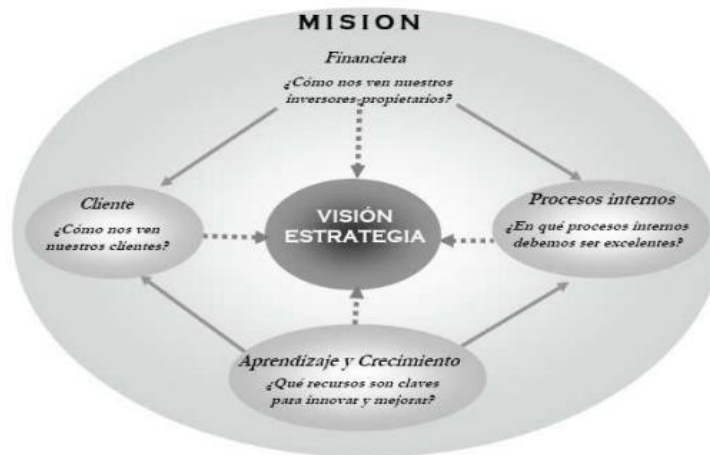 MISION
Financiera
¿Cómo nos ven nuestros
inversores-propietarios?
Cliente
¿Cómo nos ven
nuestros clientes?
VISIÓN
ESTRATEGIA
Procesos internos
¿En qué procesos internos
debemos ser excelentes?
Aprendizaje y Crecimiento
¿Qué recursos son claves
para innovar y mejorar?